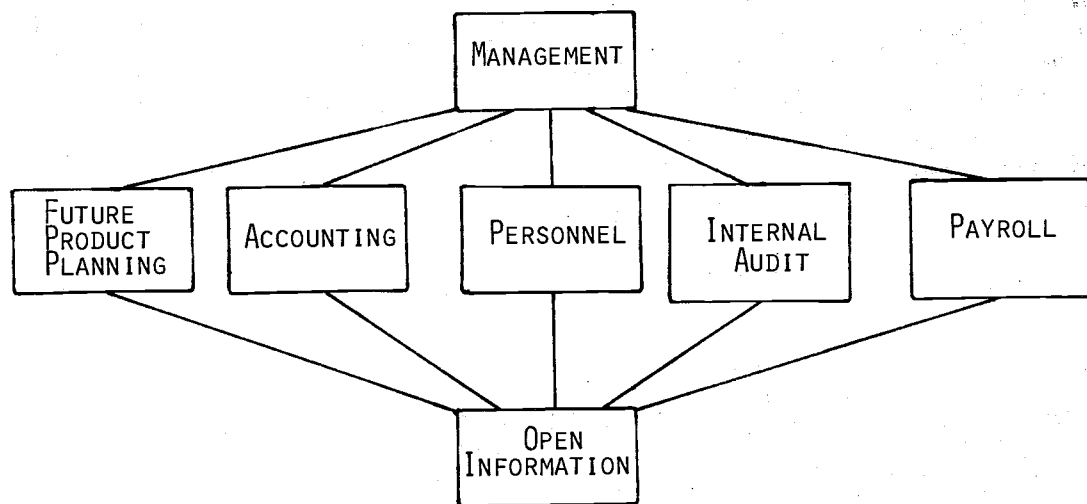 MANAGEMENT
FUTURE
PRODUCT
PLANNING
ACCOUNTING
PERSONNEL
INTERNAL
AUDIT
PAYROLL
OPEN
INFORMATION